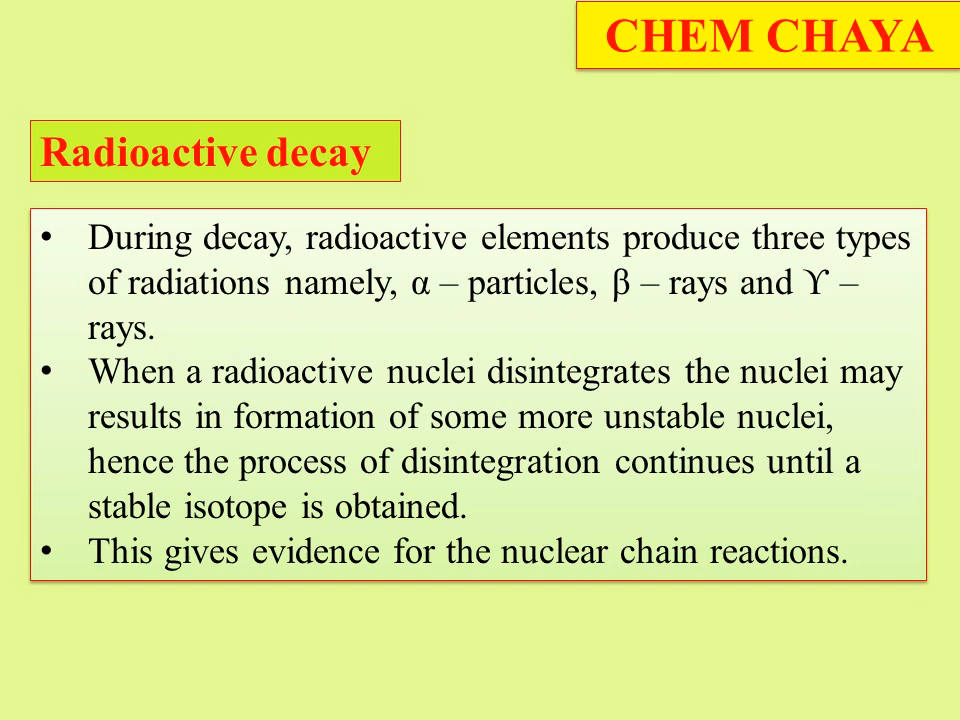 CHEM CHAYA
Radioactive decay
• During decay, radioactive elements produce three types
of radiations namely, α – particles, β – rays and ϒ –
rays.
• When a radioactive nuclei disintegrates the nuclei may
results in formation of some more unstable nuclei,
hence the process of disintegration continues until a
stable isotope is obtained.
• This gives evidence for the nuclear chain reactions.